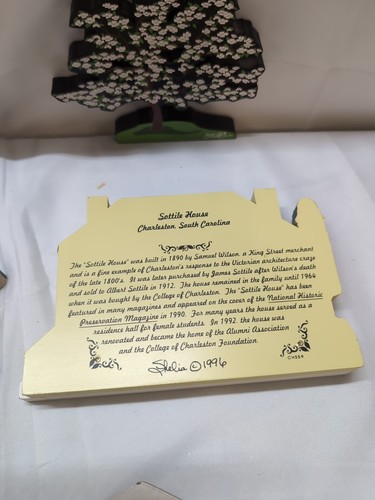 Sottile House
Charleston, South Carolina
The "Sottile House" was built in 1890 by Samuel Wilson, a King Street merchant
and is a fine example of Charleston's response to the Victorian architecture craze
of the late 1800's. It was later purchased by James Sottile after Wilson's death
and sold to Albert Sottile in 1912. The house remained in the family until 1964
when it was bought by the College of Charleston. The "Sottile House" has been
featured in many magazines and appeared on the cover of the National Historic
Preservation Magazine in 1990. For many years the house served as a
residence hall for female students. In 1992, the house was
renovated and became the home of the Alumni Association
and the College of Charleston Foundation.
Shelia © 1996
CHS54